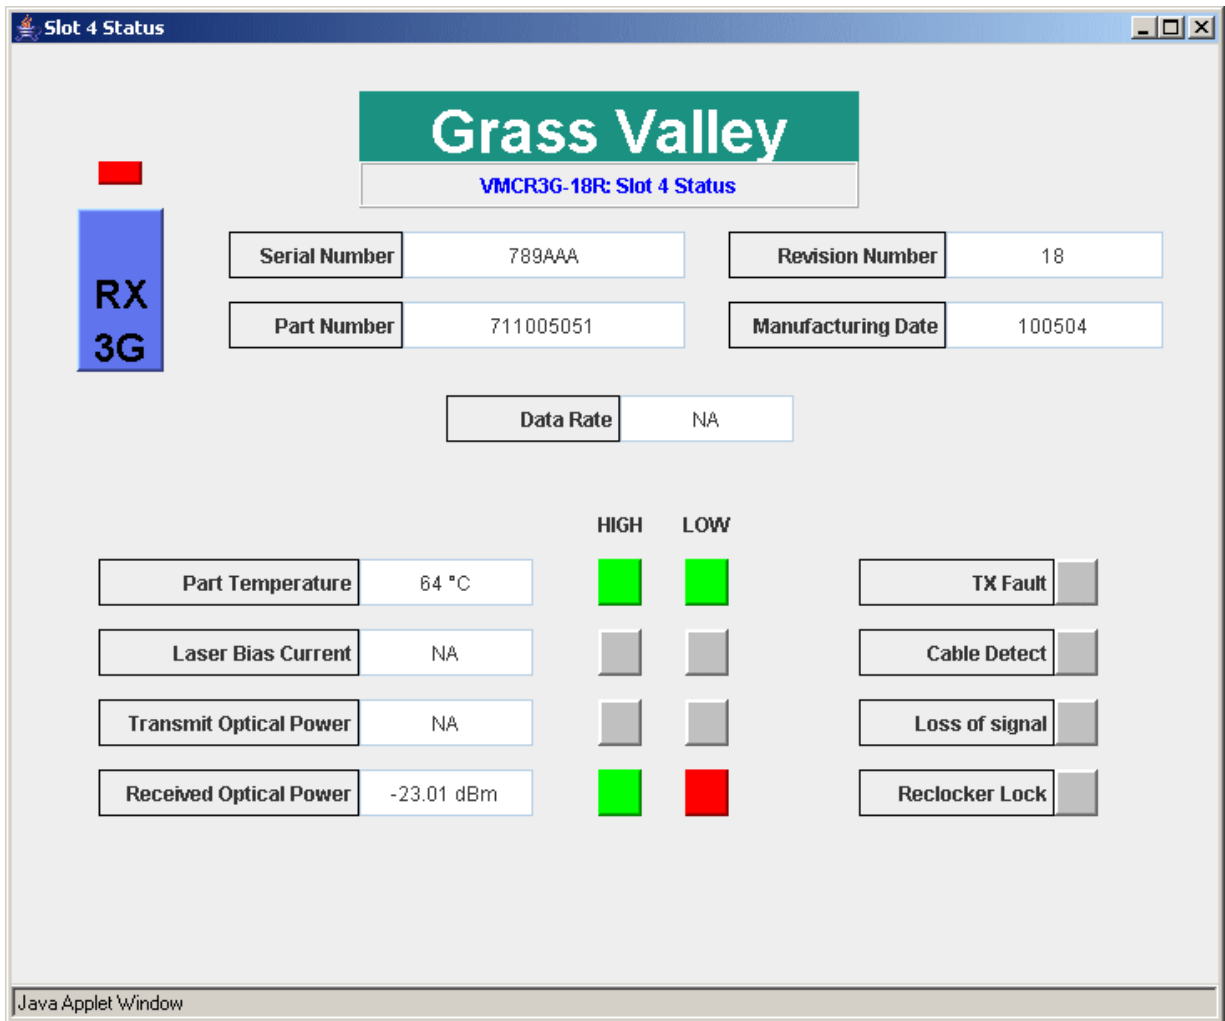 Slot 4 Status
Grass Valley
VMCR3G-18R: Slot 4 Status
RX
3G
Serial Number 789AAA Revision Number 18
Part Number 711005051 Manufacturing Date 100504
Data Rate NA
HIGH LOW
Part Temperature 64 °C TX Fault
Laser Bias Current NA Cable Detect
Transmit Optical Power NA Loss of signal
Received Optical Power -23.01 dBm Reclocker Lock
Java Applet Window